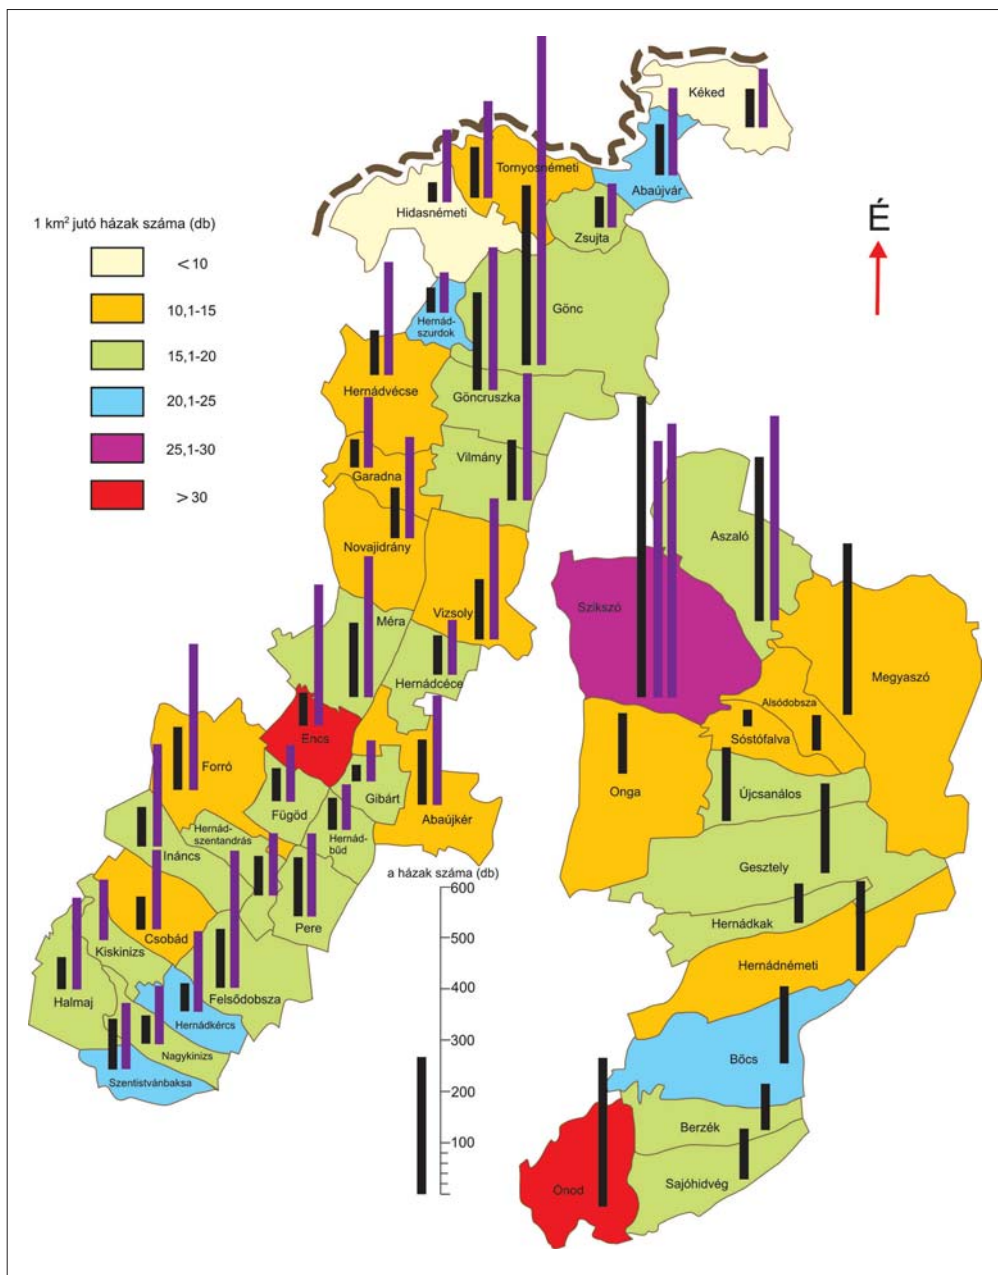 Kéked
Tornyosnémeti
Abaújvár
Hidasnémeti
É
1 km² jutó házak száma (db)
Zsujta
<10
10,1-15
Gönc
Hernád-
szurdok
15,1-20
Hernádvécse
Göncruszka
20,1-25
25,1-30
Vilmány
Garadna
>30
Aszaló
Novajidrány
Szikszó
Vizsoly
Méra
Megyaszó
Hernádcéce
Alsódobsza
Encs
Sóstófalva
Forró
Onga
Gibárt
Újcsanálos
Fügöd
Abaújkér
Hernád-
szentandrás
Hernád-
bűd
Ináncs
Gesztely
a házak száma (db)
600
Pere
Hernádkak
500
Csobád
Kiskinizs
Hernádnémeti
400
Halmaj
Felsődobsza
Hernádkércs
300
Nagykinizs
Bőcs
Szentistvánbaksa
200
Berzék
100
Ónod
Sajóhidvég